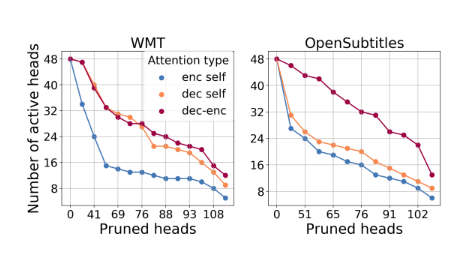 WMT
OpenSubtitles
Attention type
enc self
dec self
dec-enc
Number of active heads
48
40
32
24
16
8
0 41 69 76 93 108
Pruned heads
48
40
32
24
16
8
0 51 65 76 91 102
Pruned heads